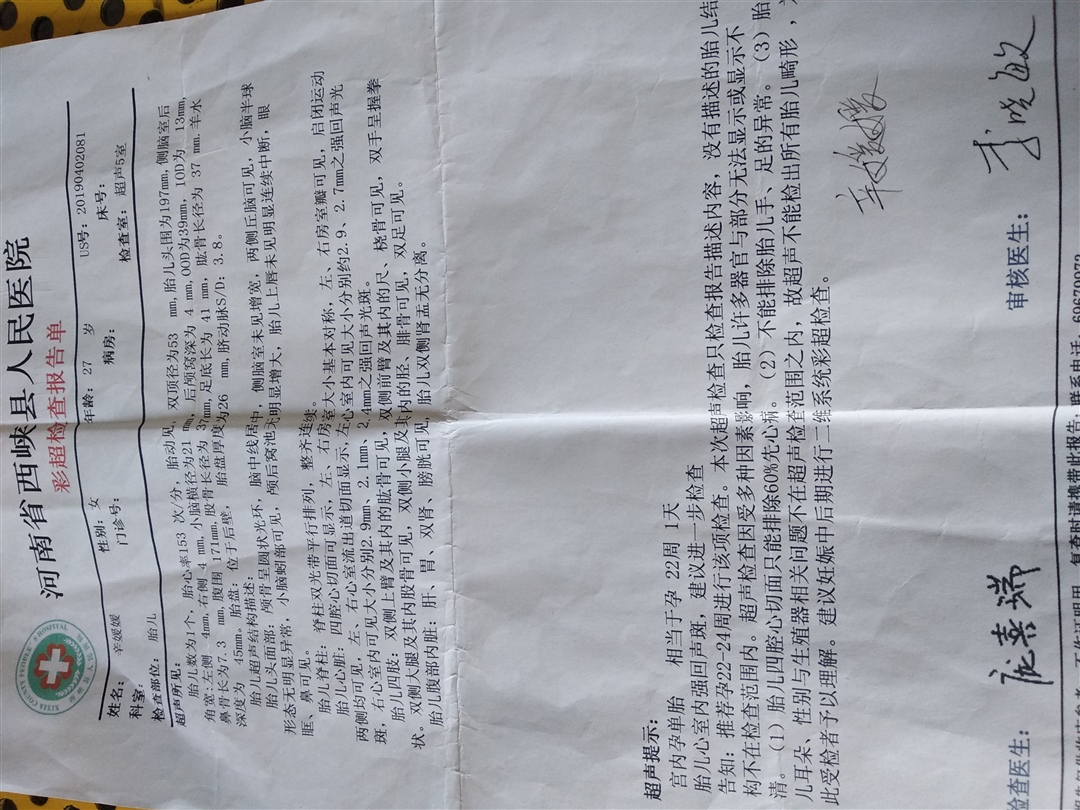 河南省西峡县人民医院
彩超检查报告单
XIXIA COUNTY PEOPLE'S HOSPITAL
US号: 20190402081
姓名: 辛媛媛 性别: 女 年龄: 27 岁 床号:
科室: 门诊号: 病房: 检查室: 超声5室
检查部位: 胎儿
超声所见:
胎儿数为1个, 胎心率153 次/分, 胎动见, 双顶径为53 mm, 胎儿头围为197mm, 侧脑室后
角宽: 左侧 4mm, 右侧 4 mm, 小脑横径为21 mm, 后颅窝深为 4 mm, OOD为39mm, IOD为 13mm,
鼻骨长为7.3 mm, 腹围 171mm, 股骨长径为 37mm, 足底长为 41 mm, 肱骨长径为 37 mm. 羊水
深度为 45mm。胎盘: 位于后壁, 胎盘厚度为26 mm, 脐动脉S/D: 3.8。
胎儿超声结构描述:
胎儿头面部: 颅骨呈圆状光环, 脑中线居中, 侧脑室未见增宽, 两侧丘脑可见, 小脑半球
形态无明显异常, 小脑蚓部可见, 颅后窝池无明显增大, 胎儿上唇未见明显连续中断, 眼
眶、鼻可见。
胎儿脊柱: 脊柱双光带平行排列, 整齐连续。
胎儿心脏: 四腔心切面可显示, 左、右房室大小基本对称, 左、右房室瓣可见, 启闭运动
两侧均可见。左、右心室流出道切面显示。左心室内可见大小分别约2.9、2.7mm之强回声光
斑, 右心室内可见大小分别2.9mm、2.1mm、2.4mm之强回声光斑。
胎儿四肢: 双侧上臂及其内的肱骨可见, 双侧前臂及其内的尺、桡骨可见, 双手呈握拳
状。双侧大腿及其内股骨可见, 双侧小腿及其内的胫、腓骨可见, 双足可见。
胎儿腹部内脏: 肝、胃、双肾、膀胱可见, 胎儿双侧肾盂无分离。
超声提示:
宫内孕单胎 相当于孕 22周 1天
胎儿心室内强回声斑, 建议进一步检查
告知: 推荐孕22-24周进行该项检查。本次超声检查只检查报告描述内容, 没有描述的胎儿结
构不在检查范围内。超声检查因受多种因素影响, 胎儿许多器官与部分无法显示或显示不
清。(1) 胎儿四腔心切面只能排除60%先心病。(2) 不能排除胎儿手、足的异常。(3) 胎
儿耳朵、性别与生殖器相关问题不在超声检查范围之内, 故超声不能检出所有胎儿畸形,
此受检者予以理解。建议妊娠中后期进行二维系统彩超检查。
辛媛媛
检查医生: 庞喜端 审核医生: 李晓敏
复查时请携带此报告, 联系电话: 69679072